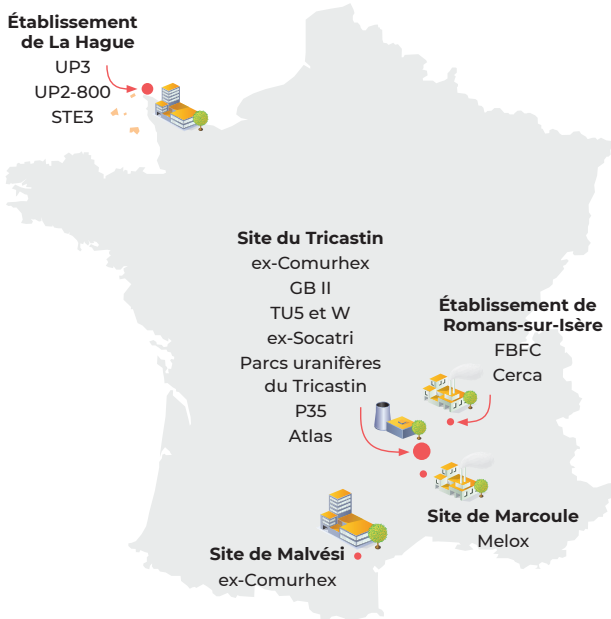 Établissement
de La Hague
UP3
UP2-800
STE3
Site du Tricastin
ex-Comurhex
GB II
TU5 et W
ex-Socatri
Parcs uranifères
du Tricastin
P35
Atlas
Établissement de
Romans-sur-Isère
FBFC
Cerca
Site de Marcoule
Melox
Site de Malvési
ex-Comurhex